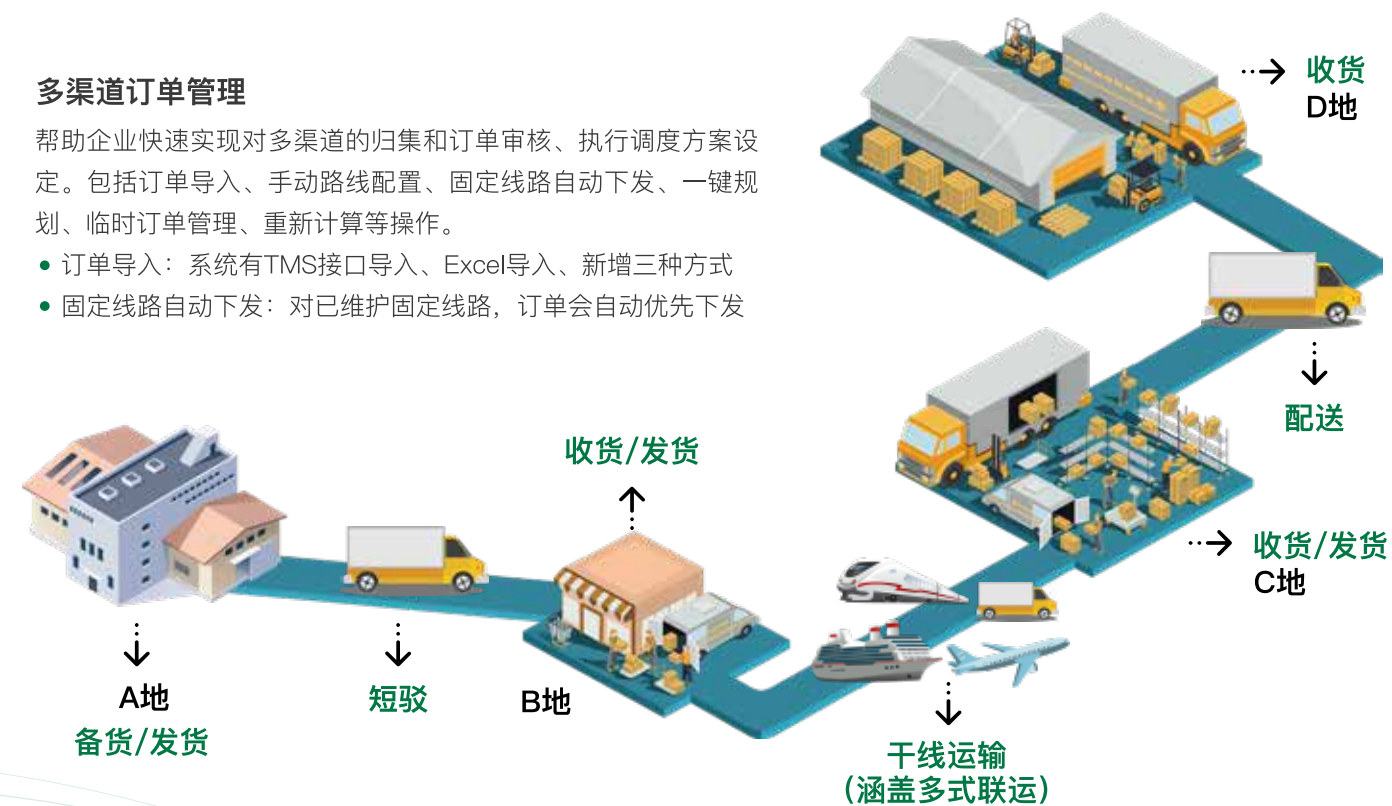 多渠道订单管理
帮助企业快速实现对多渠道的归集和订单审核、执行调度方案设
定。包括订单导入、手动路线配置、固定线路自动下发、一键规
划、临时订单管理、重新计算等操作。
• 订单导入：系统有TMS接口导入、Excel导入、新增三种方式
• 固定线路自动下发：对已维护固定线路，订单会自动优先下发
收货
D地
配送
收货/发货
收货/发货
C地
A地
备货/发货
短驳
B地
干线运输
（涵盖多式联运）